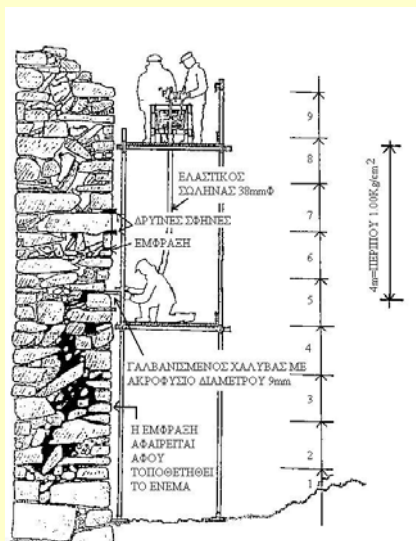 9
8
ΕΛΑΣΤΙΚΟΣ
ΣΩΛΗΝΑΣ 38mmΦ
7
ΔΡΥΙΝΕΣ ΣΦΗΝΕΣ
ΕΜΦΡΑΞΗ
6
4m=ΠΕΡΙΠΟΥ 1.00Kg/cm2
5
4
ΓΑΛΒΑΝΙΣΜΕΝΟΣ ΧΑΛΥΒΑΣ ΜΕ
ΑΚΡΟΦΥΣΙΟ ΔΙΑΜΕΤΡΟΥ 9mm
3
Η ΕΜΦΡΑΞΗ
ΑΦΑΙΡΕΙΤΑΙ
ΑΦΟΥ
ΤΟΠΟΘΕΤΗΘΕΙ
ΤΟ ΕΝΕΜΑ
2
1